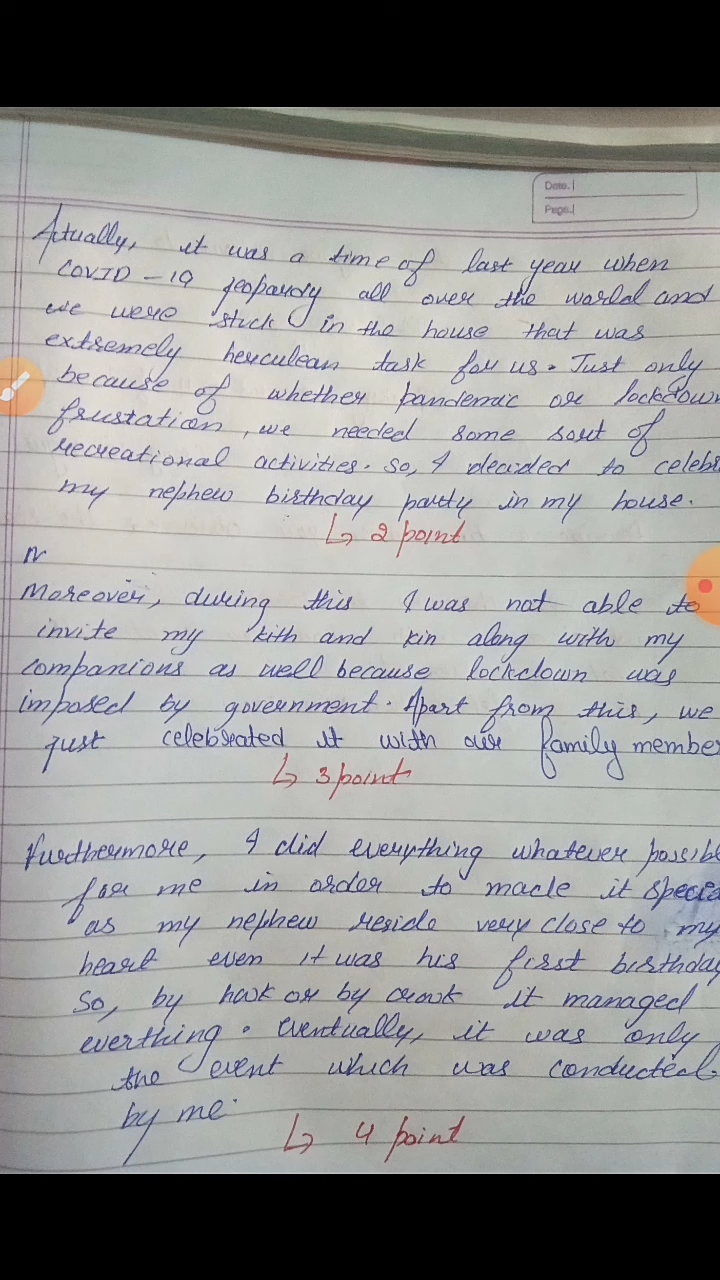 Date.
Page.
Actually, it was a time of last year when
COVID-19 jeopardy all over the world and
we were stuck in the house that was
extremely herculean task for us. Just only
because of whether pandemic or lockdown
frustation, we needed some sort of
recreational activities. So, I decided to celeb
my nephew birthday party in my house.
↳ 2 point
Moreover, during this I was not able to
invite my kith and kin along with my
companions as well because lockdown was
imposed by government. Apart from this, we
just celebrated it with our family member
↳ 3 point
Furthermore, I did everything whatever possibl
for me in order to made it specia
as my nephew reside very close to my
heart even it was his first birthday
So, by hook or by crook it managed
everthing. Eventually, it was only
the event which was conducted
by me.
↳ 4 point